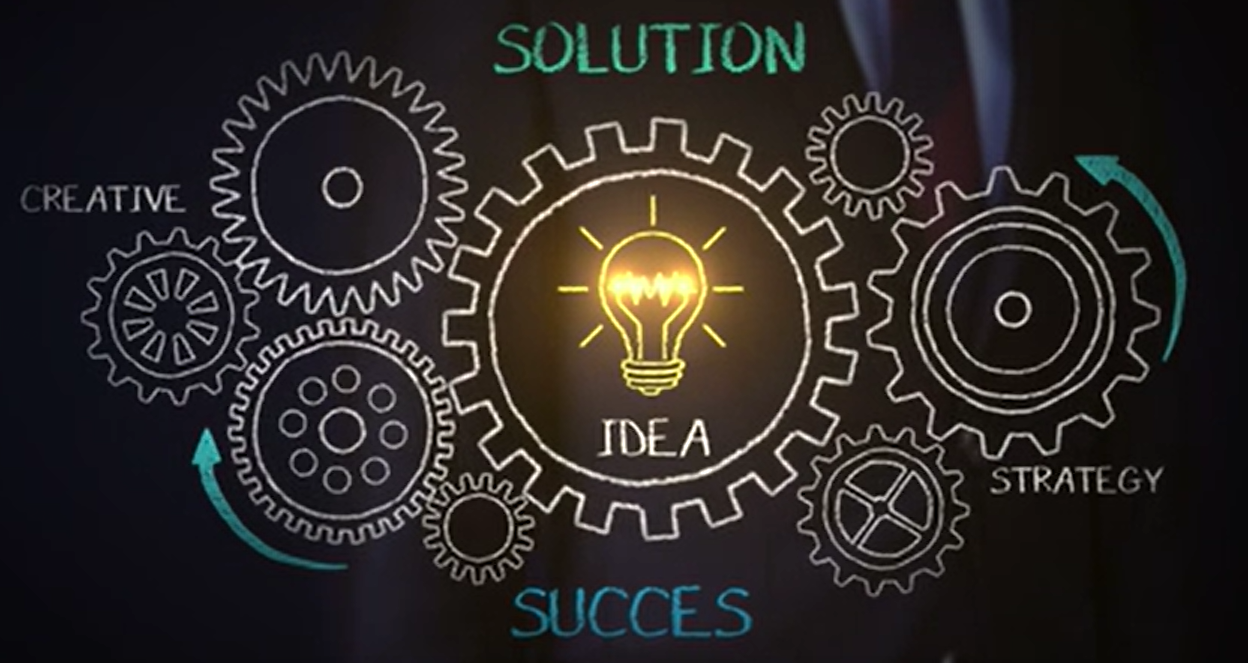 SOLUTION
CREATIVE
IDEA
STRATEGY
SUCCES